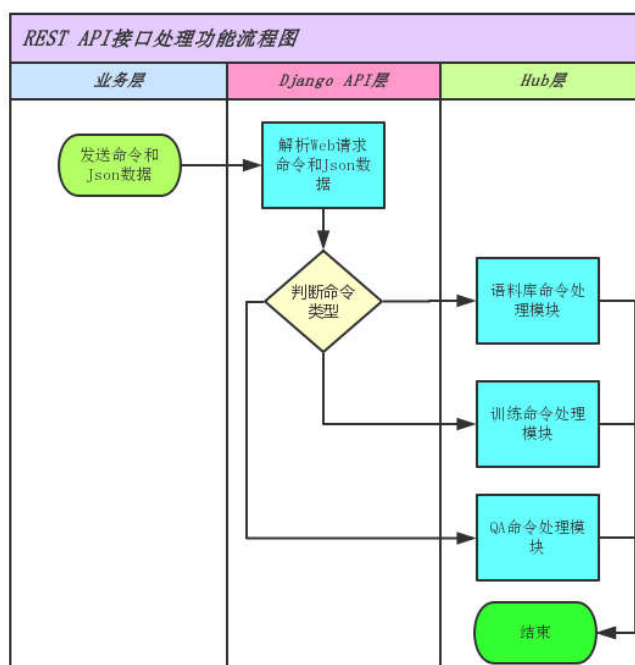 REST API接口处理功能流程图
业务层
Django API层
Hub层
发送命令和
Json数据
解析Web请求
命令和Json数
据
判断命令
类型
语料库命令处
理模块
训练命令处理
模块
QA命令处理模
块
结束